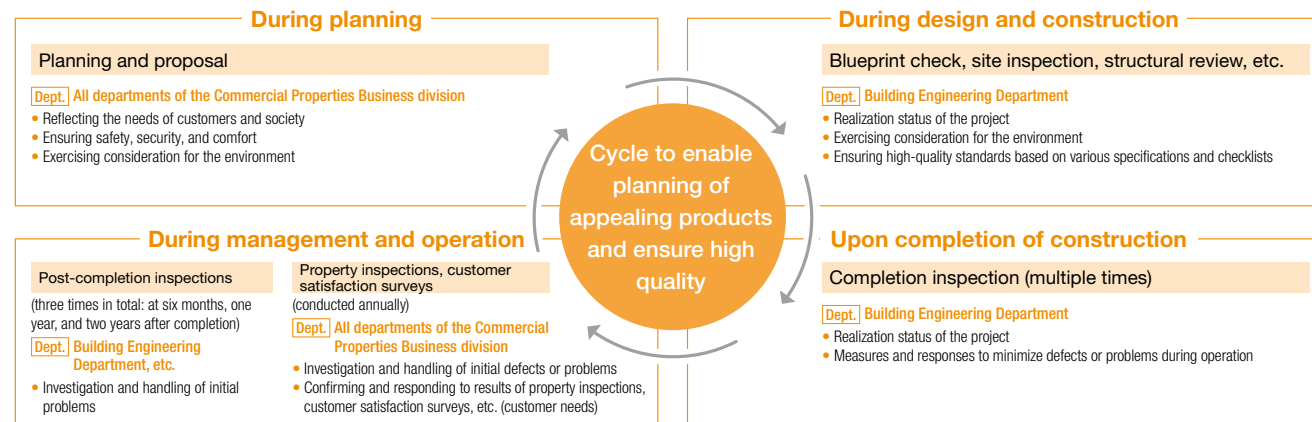 During planning
Planning and proposal
Dept. All departments of the Commercial Properties Business division
• Reflecting the needs of customers and society
• Ensuring safety, security, and comfort
• Exercising consideration for the environment
During design and construction
Blueprint check, site inspection, structural review, etc.
Dept. Building Engineering Department
• Realization status of the project
• Exercising consideration for the environment
• Ensuring high-quality standards based on various specifications and checklists
Cycle to enable
planning of
appealing products
and ensure high
quality
During management and operation
Post-completion inspections
(three times in total: at six months, one
year, and two years after completion)
Dept. Building Engineering
Department, etc.
• Investigation and handling of initial
problems
Property inspections, customer
satisfaction surveys
(conducted annually)
Dept. All departments of the Commercial
Properties Business division
• Investigation and handling of initial defects or problems
• Confirming and responding to results of property inspections,
customer satisfaction surveys, etc. (customer needs)
Upon completion of construction
Completion inspection (multiple times)
Dept. Building Engineering Department
• Realization status of the project
• Measures and responses to minimize defects or problems during operation